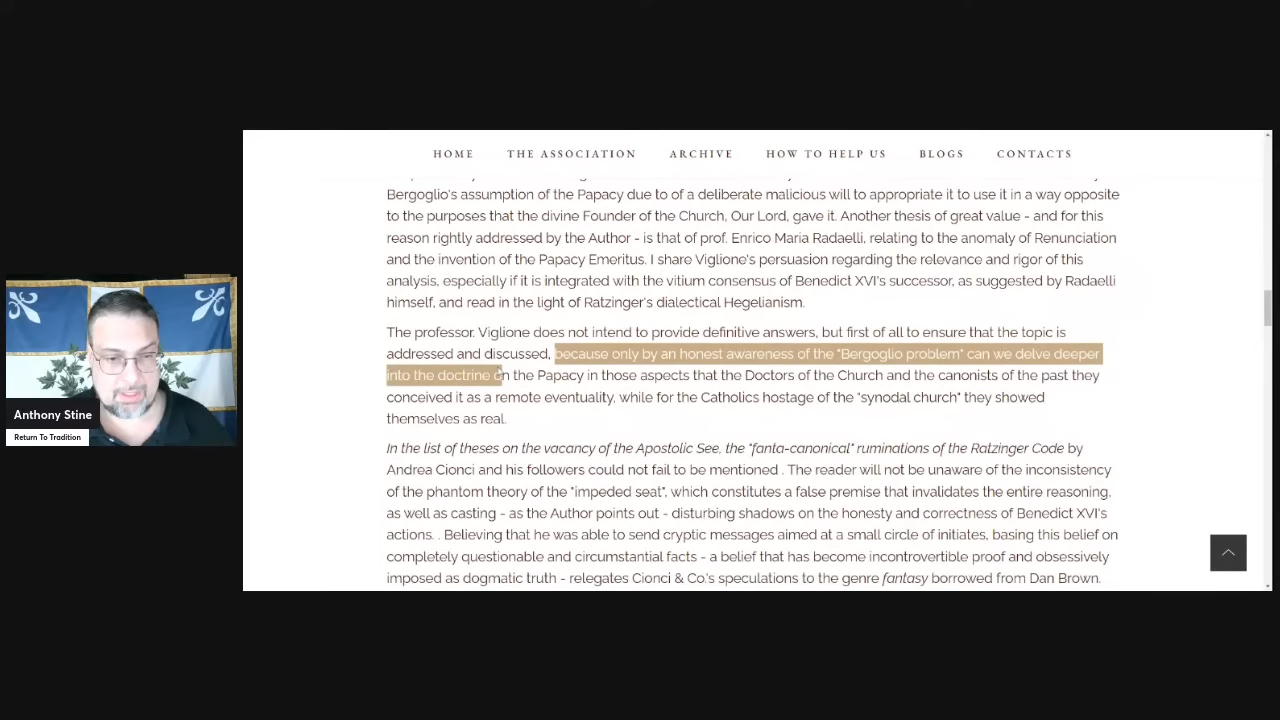 HOME THE ASSOCIATION ARCHIVE HOW TO HELP US BLOGS CONTACTS
Bergoglio's assumption of the Papacy due to of a deliberate malicious will to appropriate it to use it in a way opposite
to the purposes that the divine Founder of the Church, Our Lord, gave it. Another thesis of great value - and for this
reason rightly addressed by the Author - is that of prof. Enrico Maria Radaelli, relating to the anomaly of Renunciation
and the invention of the Papacy Emeritus. I share Viglione's persuasion regarding the relevance and rigor of this
analysis, especially if it is integrated with the vitium consensus of Benedict XVI's successor, as suggested by Radaelli
himself, and read in the light of Ratzinger's dialectical Hegelianism.
The professor. Viglione does not intend to provide definitive answers, but first of all to ensure that the topic is
addressed and discussed, because only by an honest awareness of the "Bergoglio problem" can we delve deeper
into the doctrine on the Papacy in those aspects that the Doctors of the Church and the canonists of the past they
conceived it as a remote eventuality, while for the Catholics hostage of the "synodal church" they showed
themselves as real.
In the list of theses on the vacancy of the Apostolic See, the "fanta-canonical" ruminations of the Ratzinger Code by
Andrea Cionci and his followers could not fail to be mentioned . The reader will not be unaware of the inconsistency
of the phantom theory of the "impeded seat", which constitutes a false premise that invalidates the entire reasoning,
as well as casting - as the Author points out - disturbing shadows on the honesty and correctness of Benedict XVI's
actions. . Believing that he was able to send cryptic messages aimed at a small circle of initiates, basing this belief on
completely questionable and circumstantial facts - a belief that has become incontrovertible proof and obsessively
imposed as dogmatic truth - relegates Cionci & Co.'s speculations to the genre fantasy borrowed from Dan Brown.
Anthony Stine
Return To Tradition